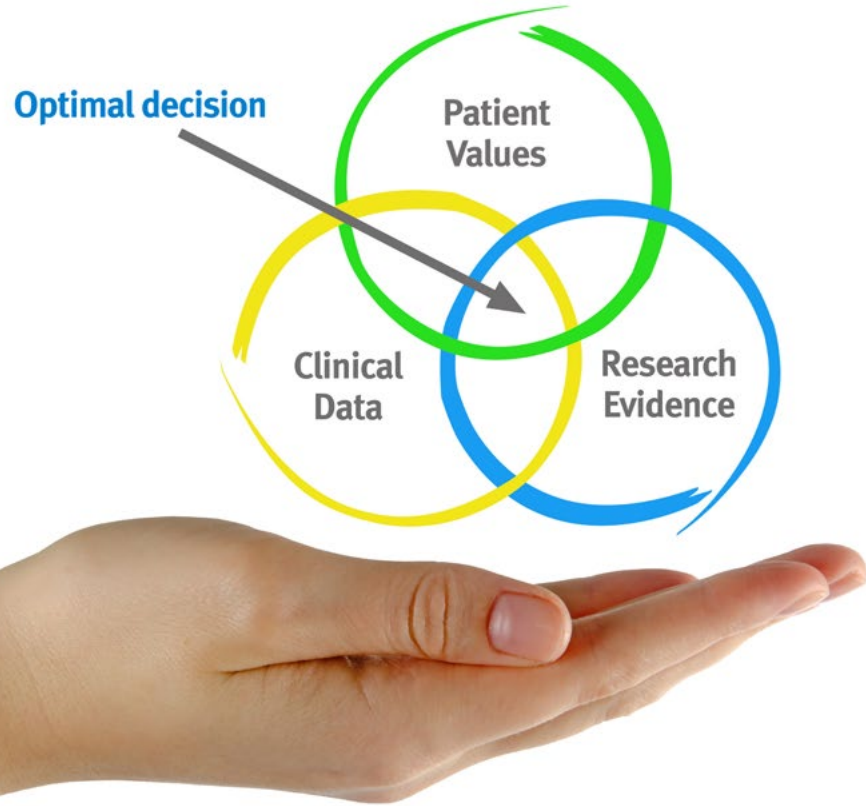 Optimal decision
Patient
Values
Clinical
Data
Research
Evidence